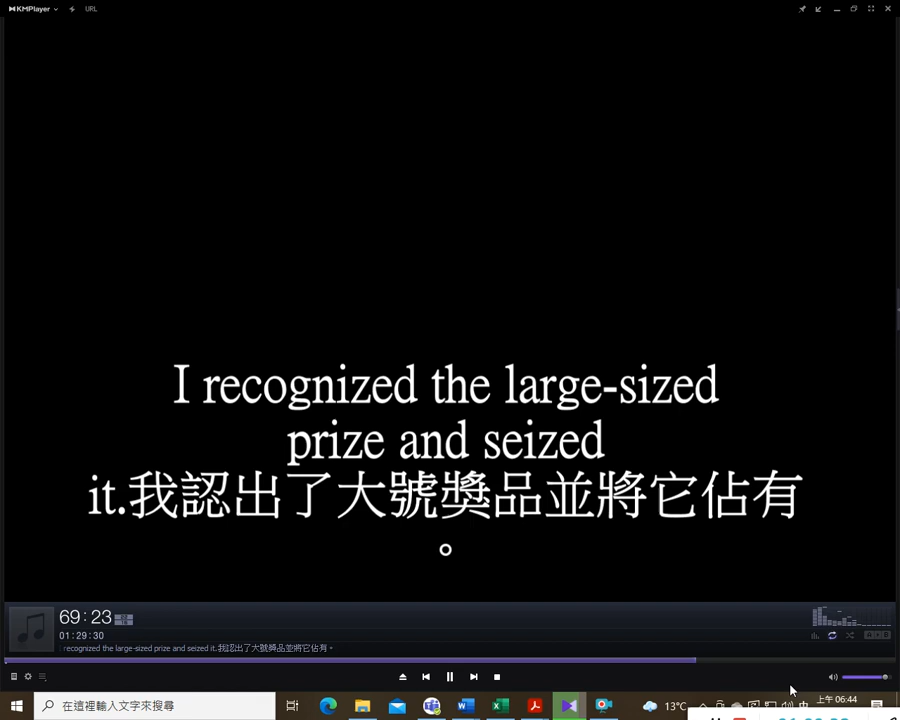 KMPlayer
URL
I recognized the large-sized
prize and seized
it.我認出了大號獎品並將它佔有
。
69:23
01:29:30
recognized the large-sized prize and seized it.我認出了大號獎品並將它佔有。
在這裡輸入文字來搜尋
13°C
中
上午 06:44